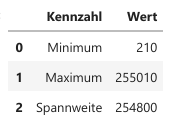 Kennzahl Wert
0 Minimum 210
1 Maximum 255010
2 Spannweite 254800